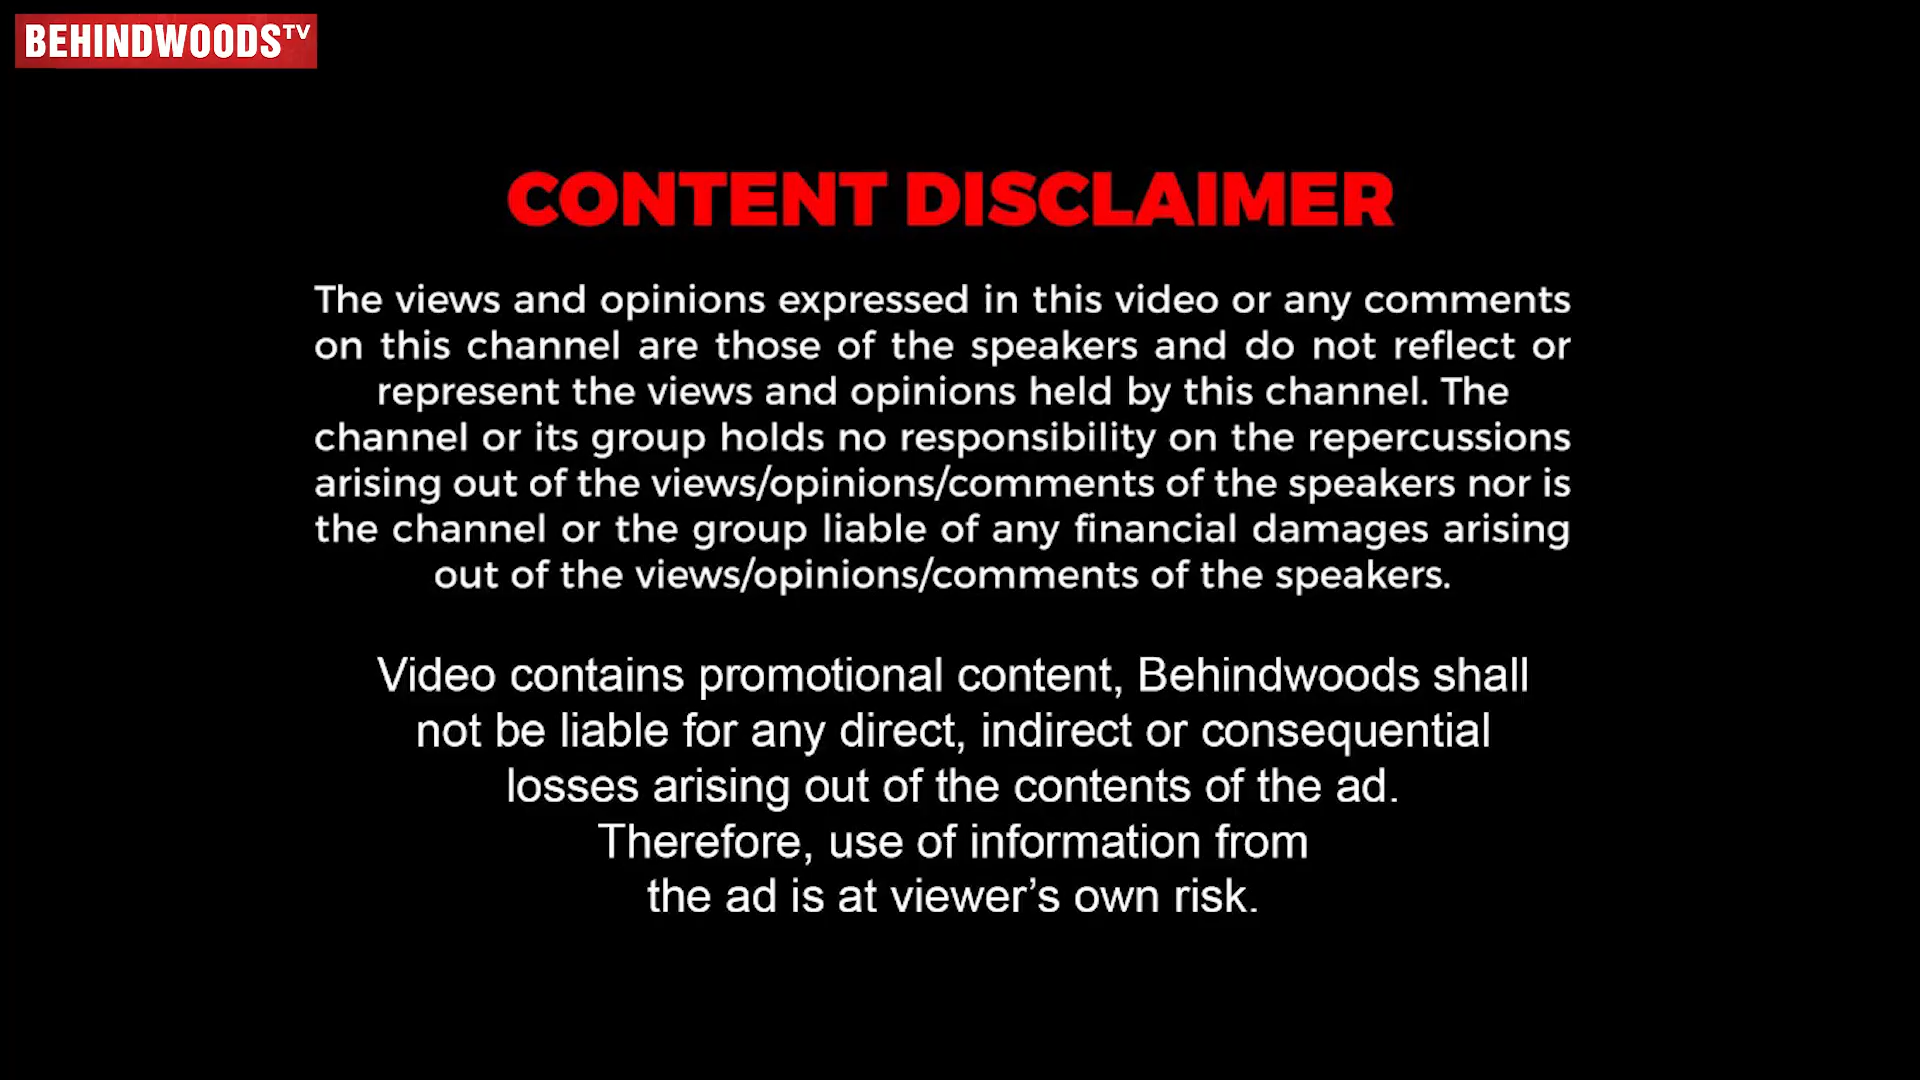 BEHINDWOODSTV
CONTENT DISCLAIMER
The views and opinions expressed in this video or any comments
on this channel are those of the speakers and do not reflect or
represent the views and opinions held by this channel. The
channel or its group holds no responsibility on the repercussions
arising out of the views/opinions/comments of the speakers nor is
the channel or the group liable of any financial damages arising
out of the views/opinions/comments of the speakers.
Video contains promotional content, Behindwoods shall
not be liable for any direct, indirect or consequential
losses arising out of the contents of the ad.
Therefore, use of information from
the ad is at viewer’s own risk.